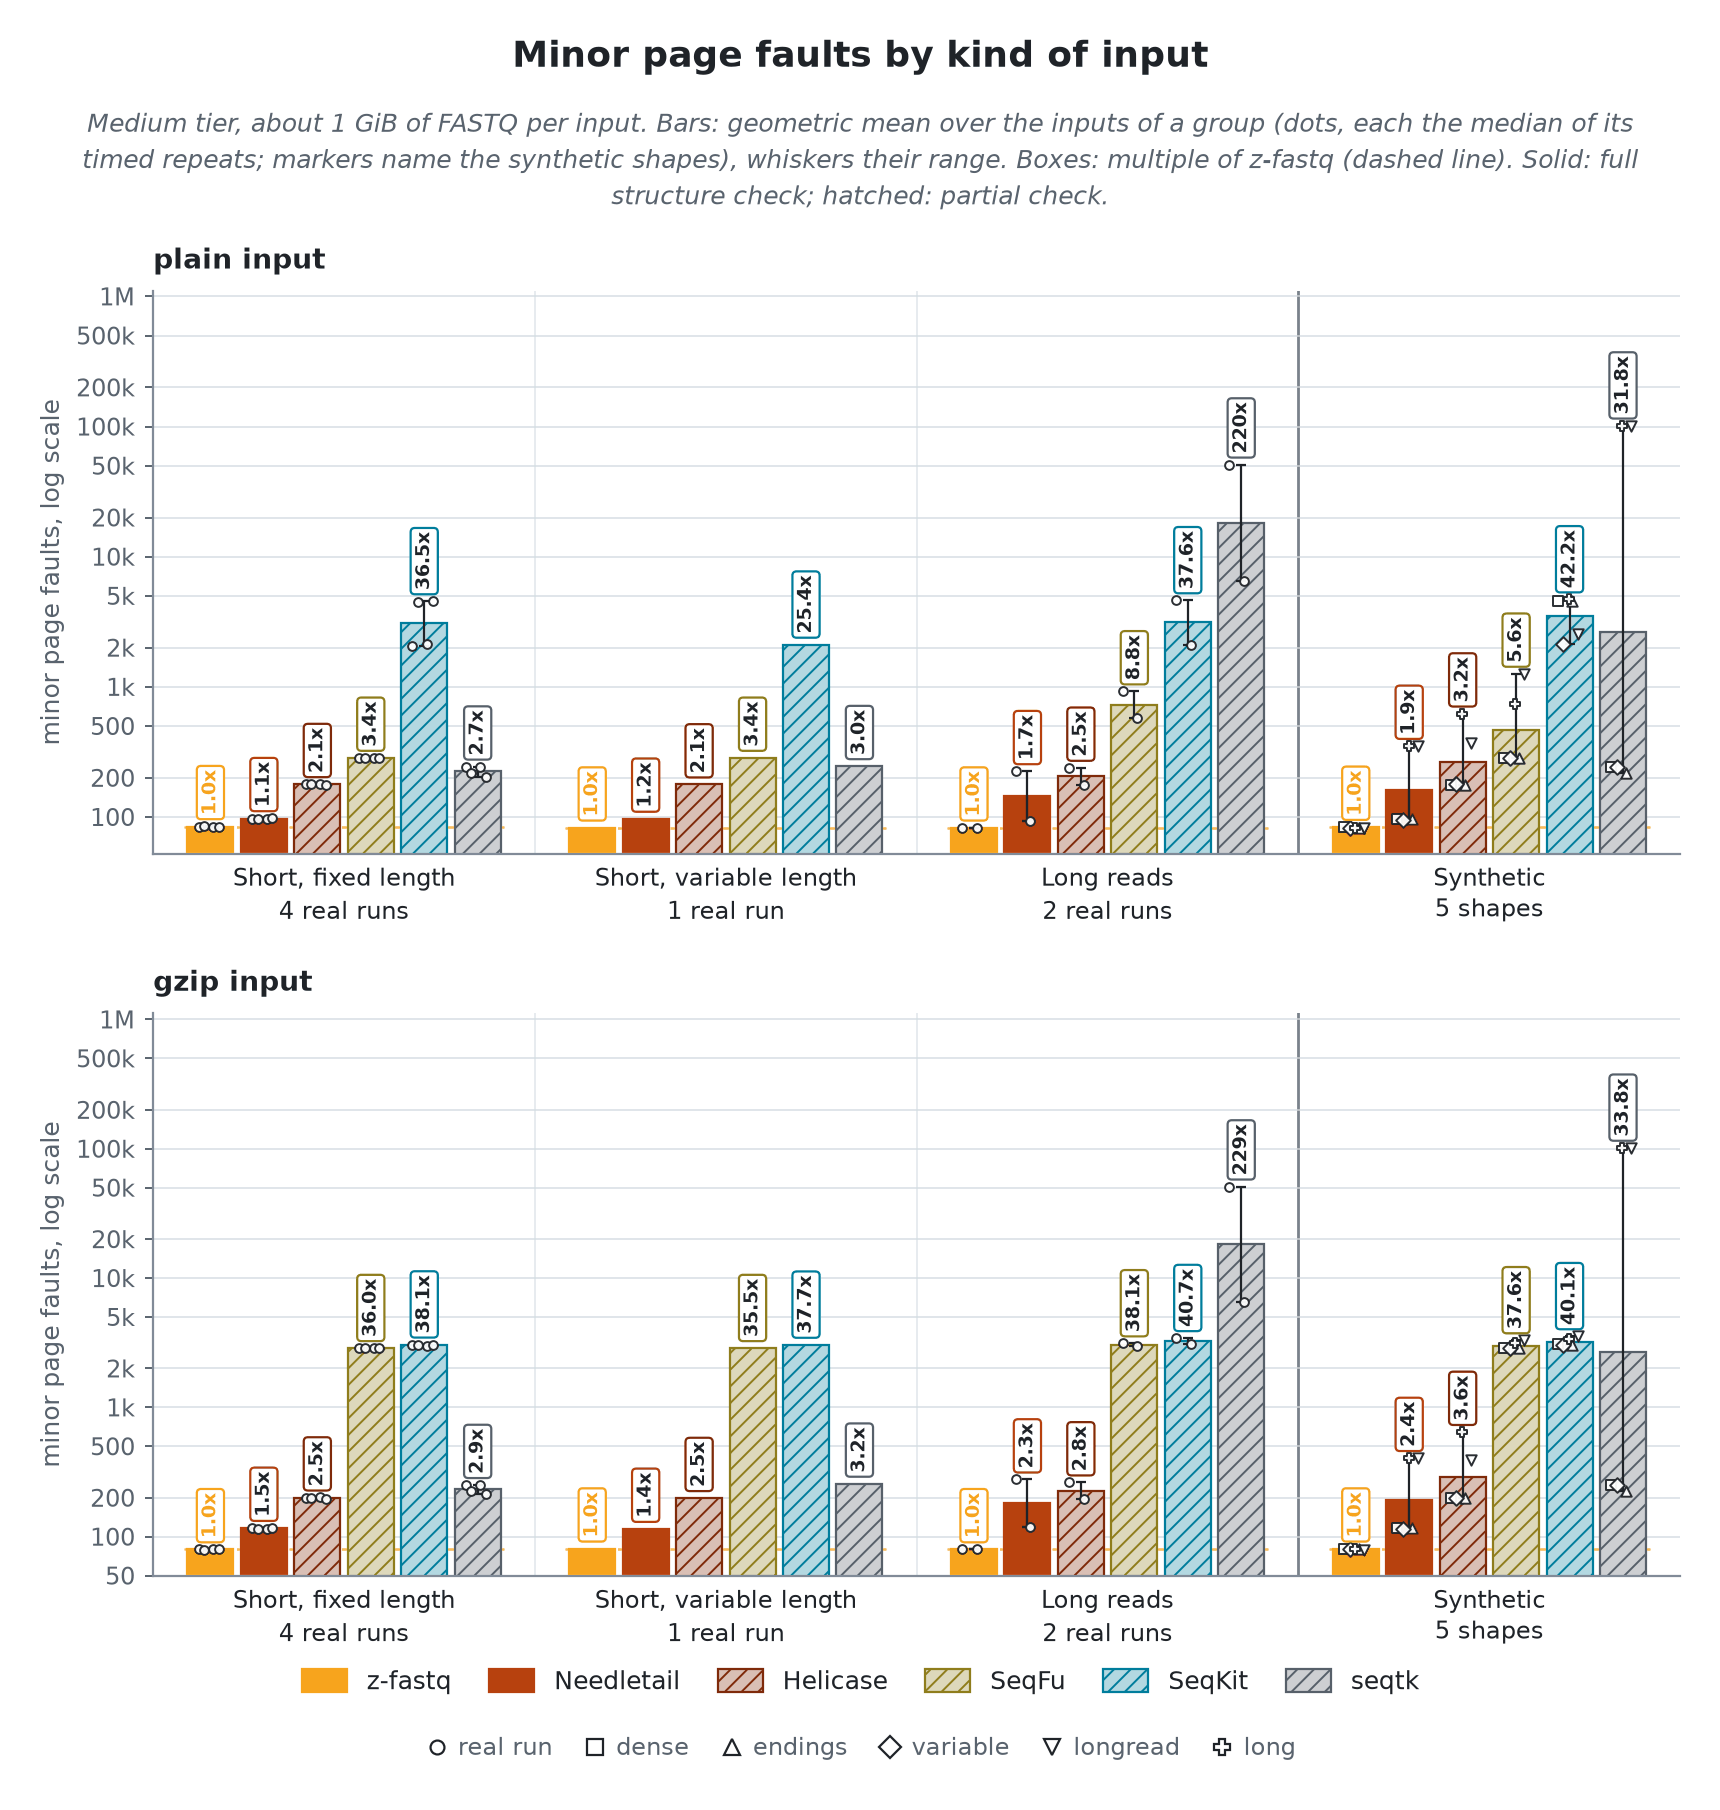 Minor page faults by kind of input
Medium tier, about 1 GiB of FASTQ per input. Bars: geometric mean over the inputs of a group (dots, each the median of its
timed repeats; markers name the synthetic shapes), whiskers their range. Boxes: multiple of z-fastq (dashed line). Solid: full
structure check; hatched: partial check.
plain input
minor page faults, log scale
1M
500k
200k
100k
50k
20k
10k
5k
2k
1k
500
200
100
1.0x
1.1x
2.1x
3.4x
36.5x
2.7x
1.0x
1.2x
2.1x
3.4x
25.4x
3.0x
1.0x
1.7x
2.5x
8.8x
37.6x
220x
1.0x
1.9x
3.2x
5.6x
42.2x
31.8x
Short, fixed length
4 real runs
Short, variable length
1 real run
Long reads
2 real runs
Synthetic
5 shapes
gzip input
minor page faults, log scale
1M
500k
200k
100k
50k
20k
10k
5k
2k
1k
500
200
100
50
1.0x
1.5x
2.5x
36.0x
38.1x
2.9x
1.0x
1.4x
2.5x
35.5x
37.7x
3.2x
1.0x
2.3x
2.8x
38.1x
40.7x
229x
1.0x
2.4x
3.6x
37.6x
40.1x
33.8x
Short, fixed length
4 real runs
Short, variable length
1 real run
Long reads
2 real runs
Synthetic
5 shapes
z-fastq Needletail Helicase SeqFu SeqKit seqtk
real run dense endings variable longread long